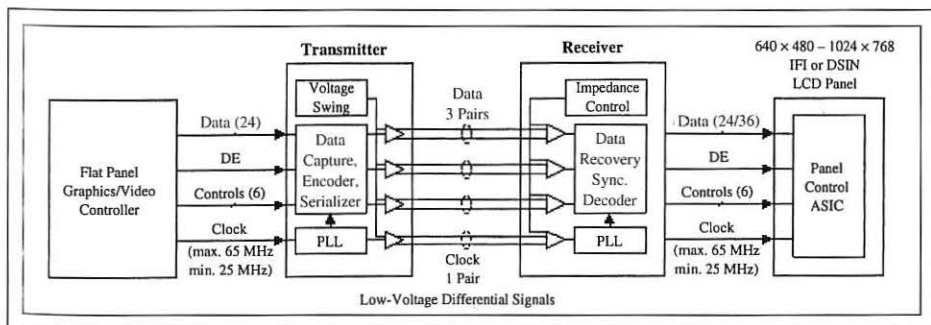 Transmitter
Receiver
640 × 480 – 1024 × 768
IFI or DSIN
LCD Panel
Voltage
Swing
Data
3 Pairs
Impedance
Control
Flat Panel
Graphics/Video
Controller
Data (24)
DE
Controls (6)
Clock
(max. 65 MHz
min. 25 MHz)
Data
Capture,
Encoder,
Serializer
PLL
Clock
1 Pair
Data
Recovery
Sync.
Decoder
PLL
Data (24/36)
DE
Controls (6)
Clock
(max. 65 MHz
min. 25 MHz)
Panel
Control
ASIC
Low-Voltage Differential Signals